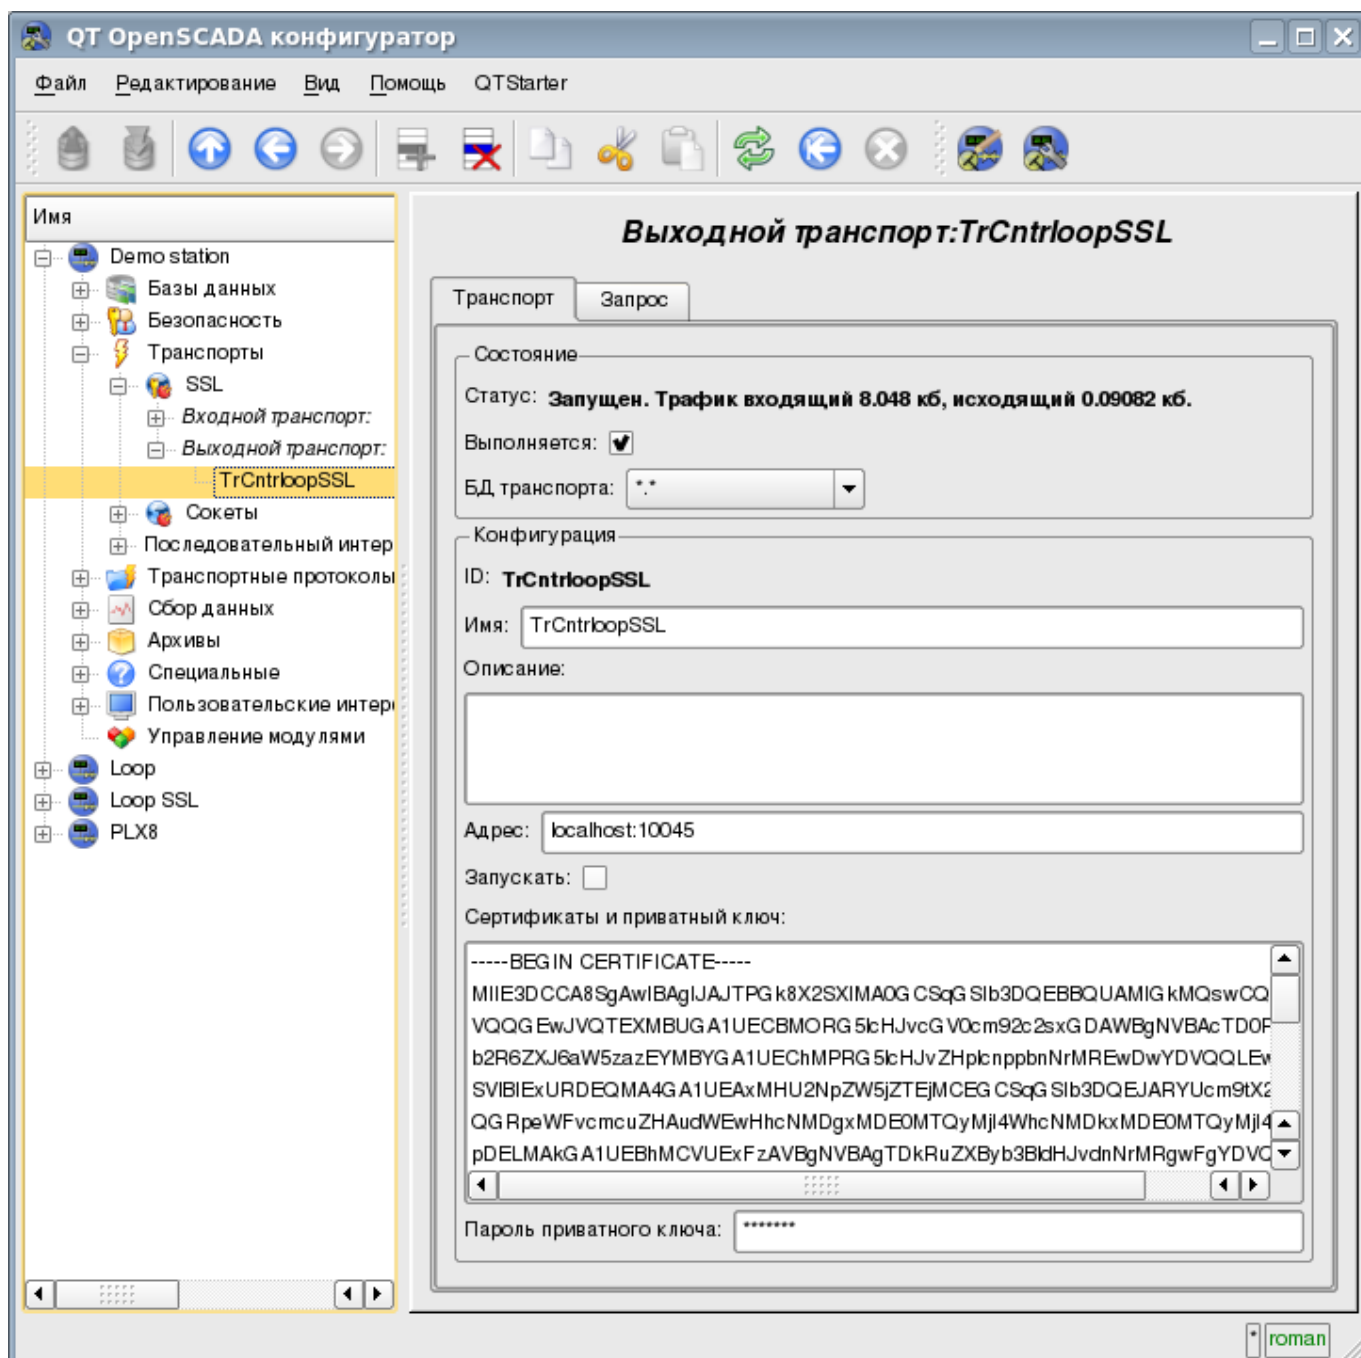 QT OpenSCADA конфигуратор
Файл Редактирование Вид Помощь QTStarter
Имя
Demo station
Базы данных
Безопасность
Транспорты
SSL
Входной транспорт:
Выходной транспорт:
TrCntrloopSSL
Сокеты
Последовательный интер
Транспортные протоколы
Сбор данных
Архивы
Специальные
Пользовательские интер
Управление модулями
Loop
Loop SSL
PLX8
Выходной транспорт:TrCntrloopSSL
Транспорт Запрос
Состояние
Статус: Запущен. Трафик входящий 8.048 кб, исходящий 0.09082 кб.
Выполняется:
БД транспорта: *.*
Конфигурация
ID: TrCntrloopSSL
Имя: TrCntrloopSSL
Описание:
Адрес: localhost:10045
Запускать:
Сертификаты и приватный ключ:
-----BEGIN CERTIFICATE-----
MIIE3DCCA8SgAwIBAgIJAJTPGk8X2SXIMA0GCSqGSIb3DQEBBQUAMIGkMQswCQ
VQQGEwJVQTEXMBUGA1UECBMORG5lcHJvcGV0cm92c2sxGDAWBgNVBAcTD0R
b2R6ZXJ6aW5zazEYMBYGA1UEChMPRG5lcHJvZHplcnppbnNrMREwDwYDVQQLEw
SVIBIExURDEQMA4GA1UEAxMHU2NpZW5jZTEjMCEGCSqGSIb3DQEJARYUcm9tX2
QGRpeWFvcmcuZHAudWEwHhcNMDgxMDE0MTQyMjI4WhcNMDkxMDE0MTQyMjI4
pDELMAkGA1UEBhMCVUExFzAVBgNVBAgTDkRuZXByb3BldHJvdnNrMRgwFgYDVQ
Пароль приватного ключа: *******
* roman